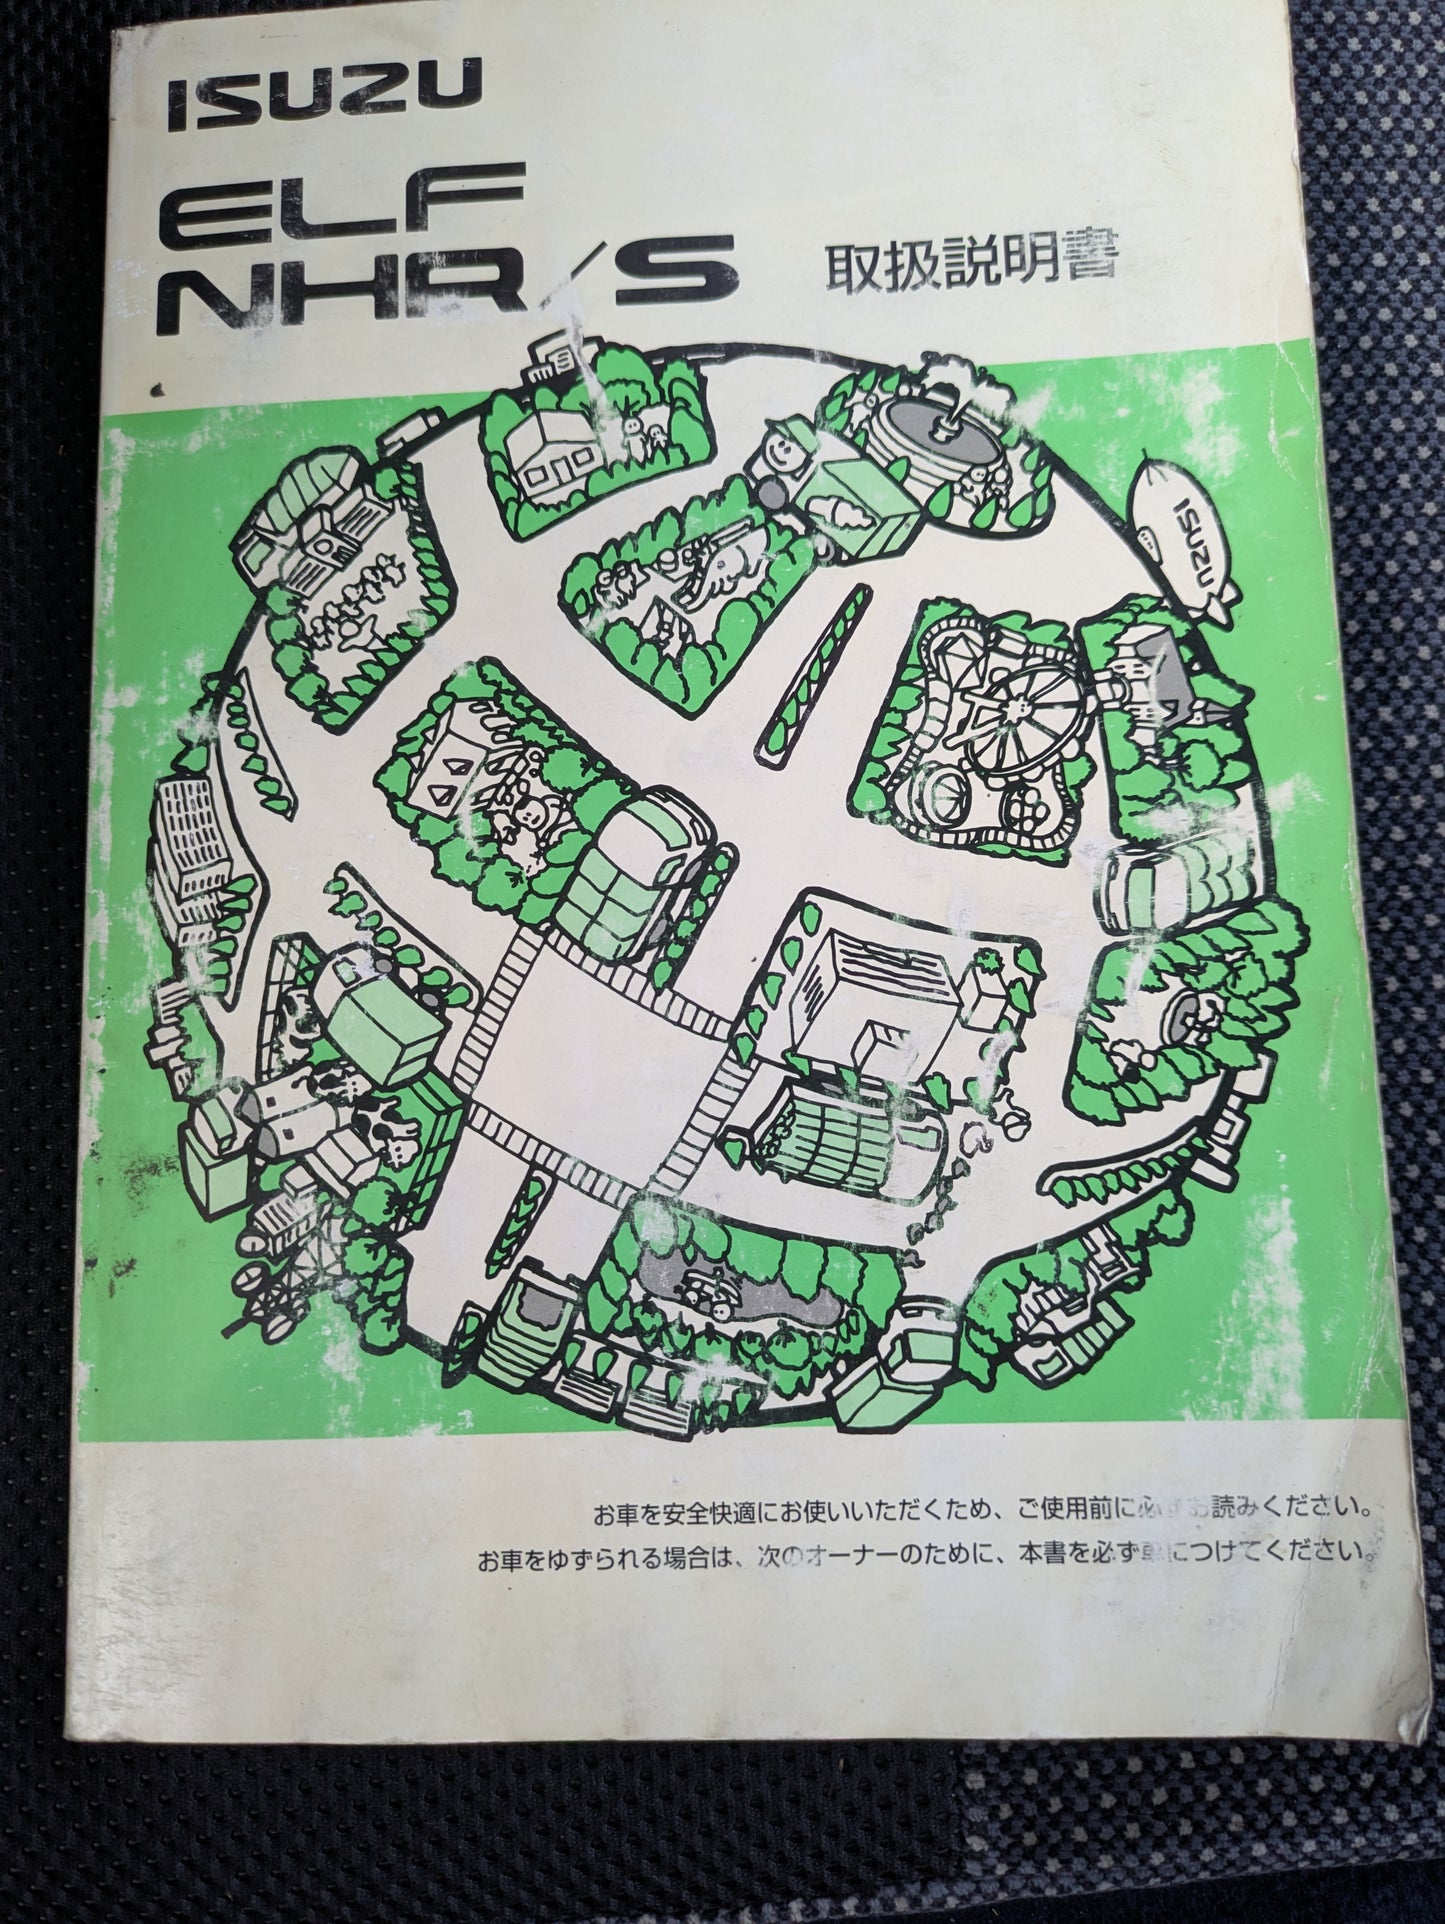 ISUZU
ELF
NHR/S 取扱説明書
ISUZU
お車を安全快適にお使いいただくため、ご使用前に必ずお読みください。
お車をゆずられる場合は、次のオーナーのために、本書を必ず車につけてください。